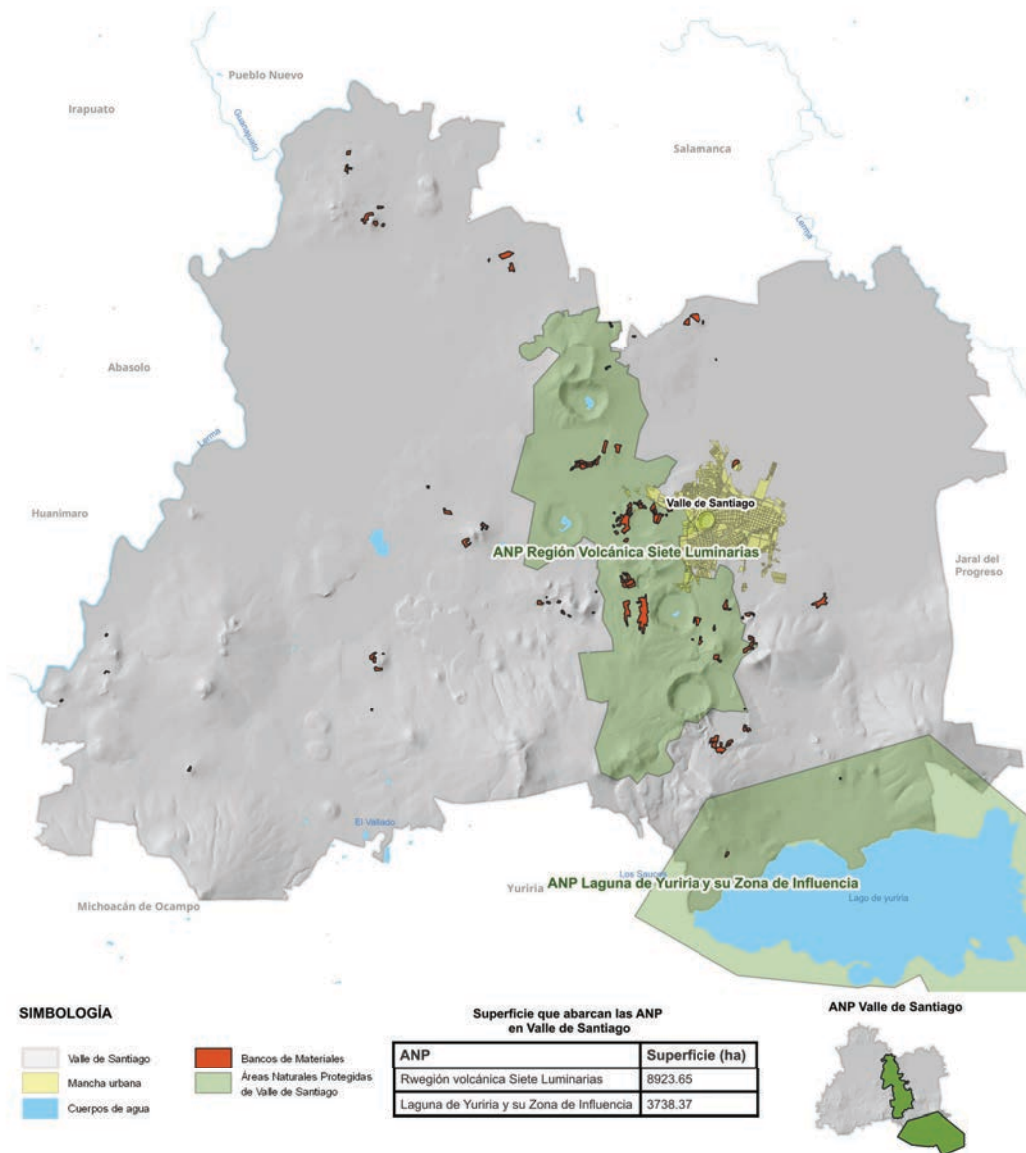 Pueblo Nuevo
Irapuato
Guanajuato
Salamanca
Lerma
Abasolo
Lerma
Huanimaro
Valle de Santiago
ANP Región Volcánica Siete Luminarias
Jaral del
Progreso
El Vallado
Los Sauces
Yuriria
ANP Laguna de Yuriria y su Zona de Influencia
Lago de yuriria
Michoacán de Ocampo
SIMBOLOGÍA
Valle de Santiago
Mancha urbana
Cuerpos de agua
Bancos de Materiales
Áreas Naturales Protegidas
de Valle de Santiago
Superficie que abarcan las ANP
en Valle de Santiago
ANP Superficie (ha)
Rwegión volcánica Siete Luminarias 8923.65
Laguna de Yuriria y su Zona de Influencia 3738.37
ANP Valle de Santiago